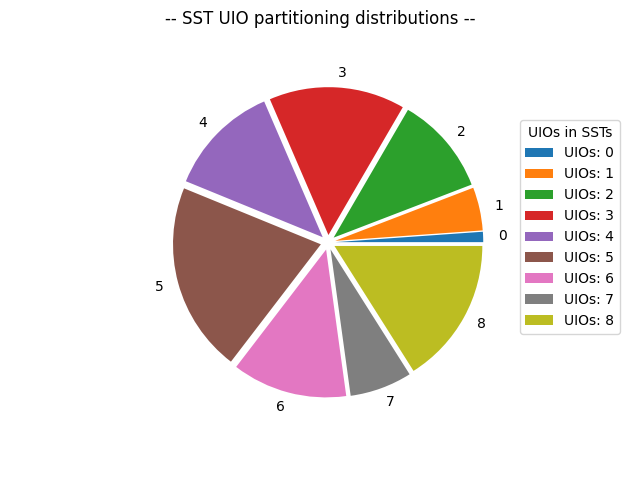 -- SST UIO partitioning distributions --
3
4
2
1
0
5
8
6
7
UIOs in SSTs
UIOs: 0
UIOs: 1
UIOs: 2
UIOs: 3
UIOs: 4
UIOs: 5
UIOs: 6
UIOs: 7
UIOs: 8